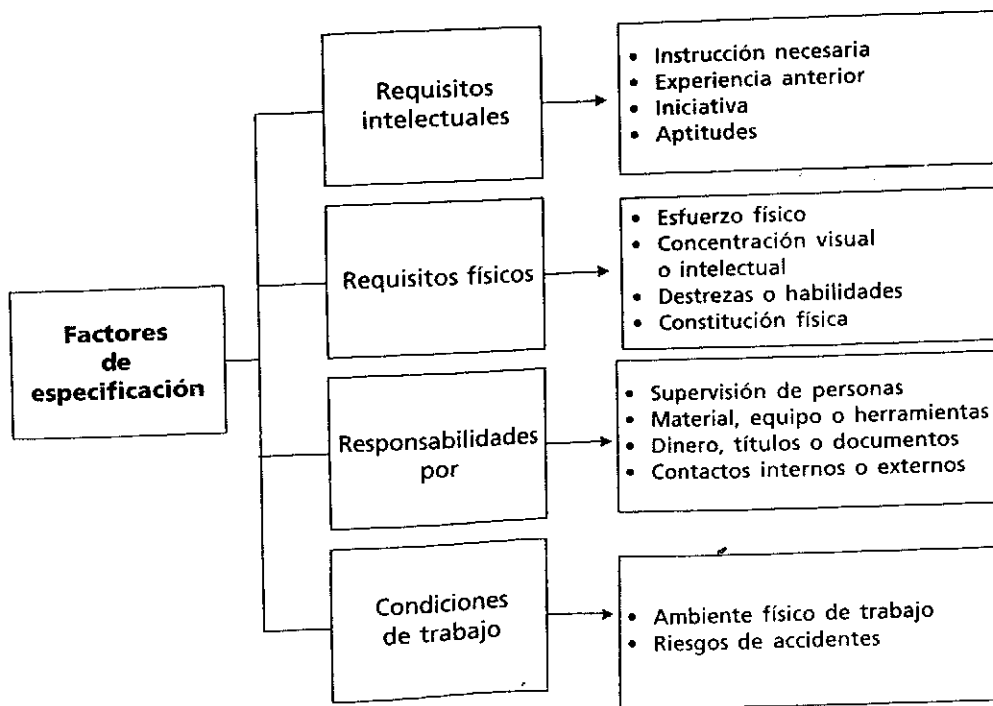 Factores
de
especificación
Requisitos
intelectuales
• Instrucción necesaria
• Experiencia anterior
• Iniciativa
• Aptitudes
Requisitos físicos
• Esfuerzo físico
• Concentración visual
o intelectual
• Destrezas o habilidades
• Constitución física
Responsabilidades
por
• Supervisión de personas
• Material, equipo o herramientas
• Dinero, títulos o documentos
• Contactos internos o externos
Condiciones
de trabajo
• Ambiente físico de trabajo
• Riesgos de accidentes